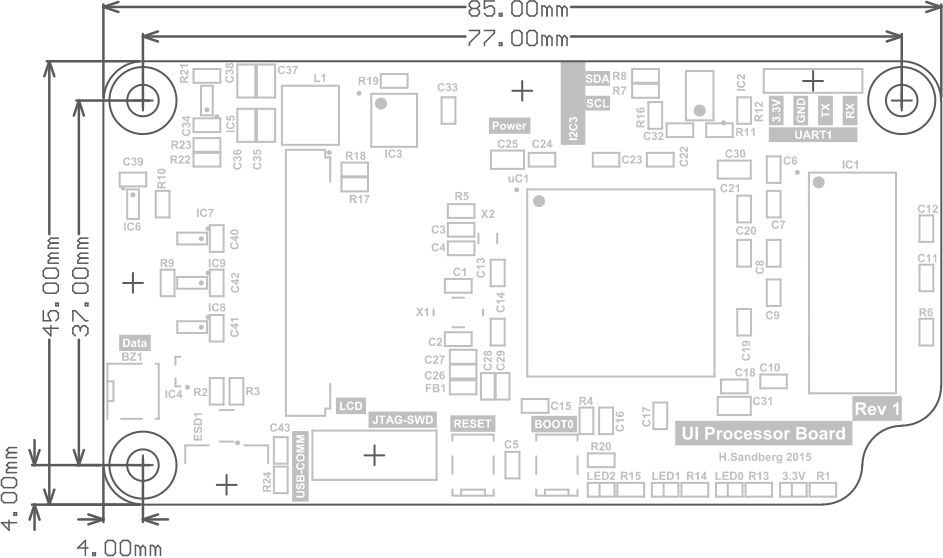 85.00mm
77.00mm
R21
C38
C37
L1
R19
C33
SDA
SCL
I2C3
R8
R7
R16
C32
IC2
R11
R12
3.3V
GND
TX
RX
UART1
C34
R23
R22
IC5
C36
C35
IC3
Power
C25
C24
C23
C22
C30
C6
IC1
C39
R10
IC6
R18
R17
uC1
C21
C20
C7
C12
IC7
C40
R5
X2
C3
C4
45.00mm
37.00mm
R9
IC9
C42
C1
C13
C14
C8
C9
C11
IC8
C41
X1
C2
C19
R6
Data
BZ1
IC4
R2
R3
C27
C26
FB1
C28
C29
C18
C10
C31
ESD1
LCD
JTAG-SWD
RESET
C15
BOOT0
R4
C16
C17
Rev 1
UI Processor Board
H.Sandberg 2015
C43
R24
USB-COMM
C5
R20
LED2
R15
LED1
R14
LED0
R13
3.3V
R1
4.00mm
4.00mm